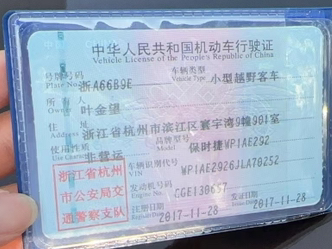 中华人民共和国机动车行驶证
Vehicle License of the People's Republic of China
号牌号码 浙A66B9E 车辆类型 小型越野客车
Plate No. Vehicle Type
所有人 叶金望
Owner
浙江省杭州市滨江区寰宇湾9幢901室
使用性质 非营运 品牌型号 保时捷WP1AE292
浙江省杭州
市公安局交
通警察支队
车辆识别代号 WP1AE2926JLA70252
发动机号码 CGE130657
注册日期 2017-11-28 发证日期 2017-11-28